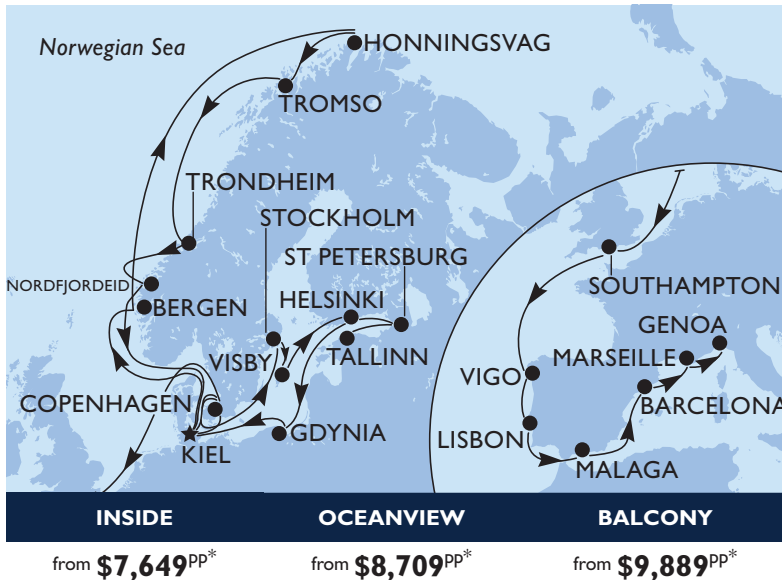 Norwegian Sea
HONNINGSVAG
TROMSO
TRONDHEIM
STOCKHOLM
ST PETERSBURG
NORDFJORDEID
HELSINKI
BERGEN
SOUTHAMPTON
GENOA
VISBY
TALLINN
MARSEILLE
VIGO
COPENHAGEN
BARCELONA
GDYNIA
LISBON
KIEL
MALAGA
INSIDE OCEANVIEW BALCONY
from $7,649PP* from $8,709PP* from $9,889PP*